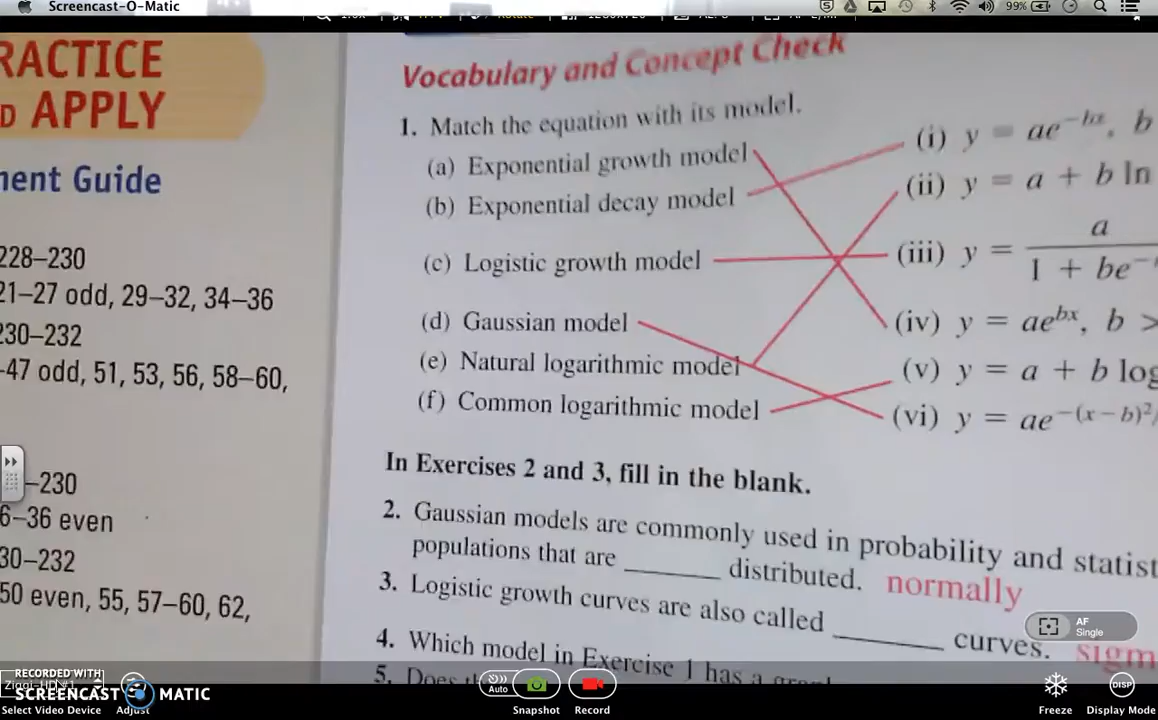 Screencast-O-Matic
99%
RACTICE
D APPLY
nent Guide
228–230
21–27 odd, 29–32, 34–36
230–232
-47 odd, 51, 53, 56, 58–60,
-230
6–36 even
30–232
50 even, 55, 57–60, 62,
Vocabulary and Concept Check
1. Match the equation with its model.
(a) Exponential growth model
(b) Exponential decay model
(c) Logistic growth model
(d) Gaussian model
(e) Natural logarithmic model
(f) Common logarithmic model
(i) y = ae^{-bx}, b
(ii) y = a + b ln
(iii) y = a / 1 + be^-
(iv) y = ae^{bx}, b >
(v) y = a + b log
(vi) y = ae^{-(x-b)²/
In Exercises 2 and 3, fill in the blank.
2. Gaussian models are commonly used in probability and statist
populations that are ______ distributed. normally
3. Logistic growth curves are also called ______ curves. sigm
4. Which model in Exercise 1 has a
5. Does
AF
Single
RECORDED WITH
SCREENCAST MATIC
Select Video Device
Adjust
Auto
Snapshot
Record
Freeze
DISP
Display Mode